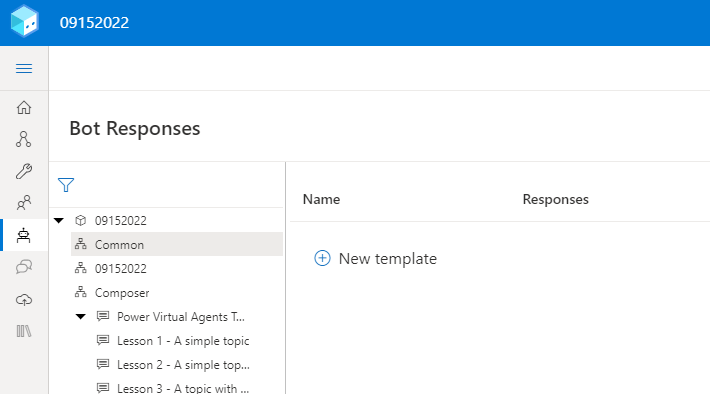 09152022
Bot Responses
Name Responses
09152022
Common
New template
09152022
Composer
Power Virtual Agents T...
Lesson 1 - A simple topic
Lesson 2 - A simple top...
Lesson 3 - A topic with ...